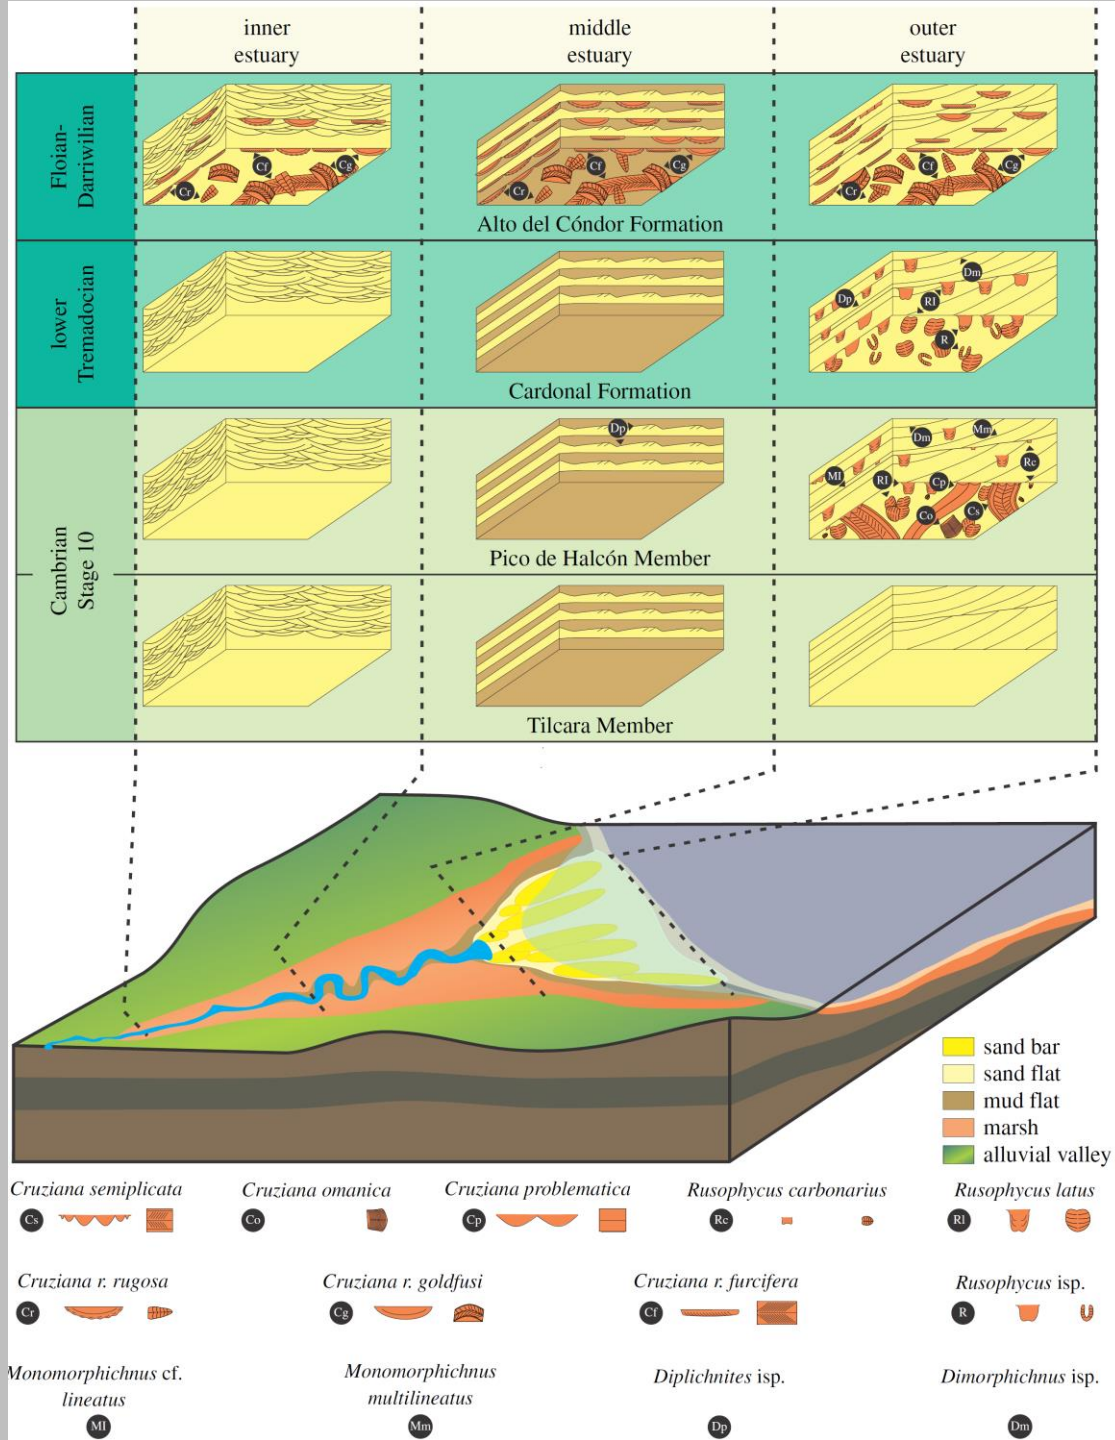 inner
estuary
middle
estuary
outer
estuary
Floian-
Darriwilian
Cr
Cf
Cg
Cr
Cf
Cg
Cr
Cf
Cg
Alto del Cóndor Formation
lower
Tremadocian
Dp
Dm
Rl
R
Cardonal Formation
Cambrian
Stage 10
Dp
Dm
Mm
Ml
Rl
Cp
Rc
Co
Cs
Pico de Halcón Member
Tilcara Member
sand bar
sand flat
mud flat
marsh
alluvial valley
Cruziana semiplicata
Cruziana omanica
Cruziana problematica
Rusophycus carbonarius
Rusophycus latus
Cs
Co
Cp
Rc
Rl
Cruziana r. rugosa
Cruziana r. goldfusi
Cruziana r. furcifera
Rusophycus isp.
Cr
Cg
Cf
R
Monomorphichnus cf.
lineatus
Monomorphichnus
multilineatus
Diplichnites isp.
Dimorphichnus isp.
Ml
Mm
Dp
Dm